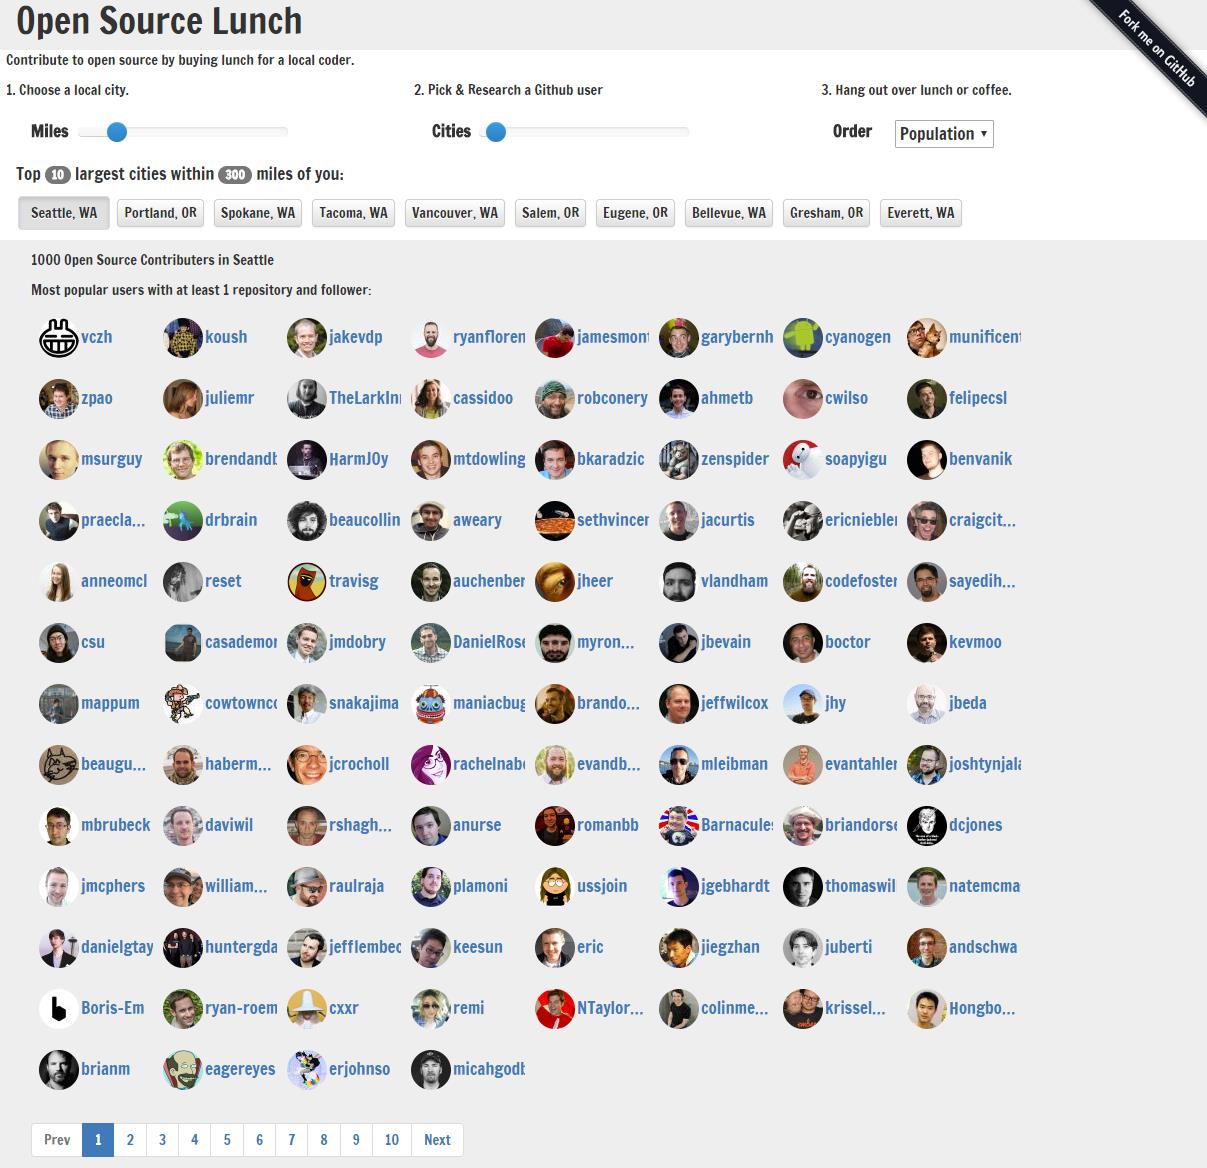 Open Source Lunch
Fork me on GitHub
Contribute to open source by buying lunch for a local coder.
1. Choose a local city. 2. Pick & Research a Github user 3. Hang out over lunch or coffee.
Miles Cities Order Population
Top 10 largest cities within 300 miles of you:
Seattle, WA Portland, OR Spokane, WA Tacoma, WA Vancouver, WA Salem, OR Eugene, OR Bellevue, WA Gresham, OR Everett, WA
1000 Open Source Contributers in Seattle
Most popular users with at least 1 repository and follower:
vczh koush jakevdp ryanfloren jamesmont garybernh cyanogen munificent
zpao juliemr TheLarkInn cassidoo robconery ahmetb cwilso felipecsl
msurguy brendandb HarmJ0y mtdowling bkaradzic zenspider soapyigu benvanik
praecla... drbrain beaucollin aweary sethvincen jacurtis ericniebler craigcit...
anneomcl reset travisg auchenber jheer vlandham codefoster sayedih...
csu casademor jmdobry DanielRose myron... jbevain boctor kevmoo
mappum cowtownco snakajima maniacbug brando... jeffwilcox jhy jbeda
beaugu... haberm... jcrocholl rachelnabo evandb... mleibman evantahler joshtynjala
mbrubeck daviwil rshagh... anurse romanbb Barnacules briandorse dcjones
jmcphers william... raulraja plamoni ussjoin jgebhardt thomaswil natemcma
danielgtay huntergda jefflembec keesun eric jiegzhan juberti andschwa
Boris-Em ryan-roem cxxr remi NTaylor... colinme... krissel... Hongbo...
brianm eagereyes erjohnso micahgodb
Prev 1 2 3 4 5 6 7 8 9 10 Next